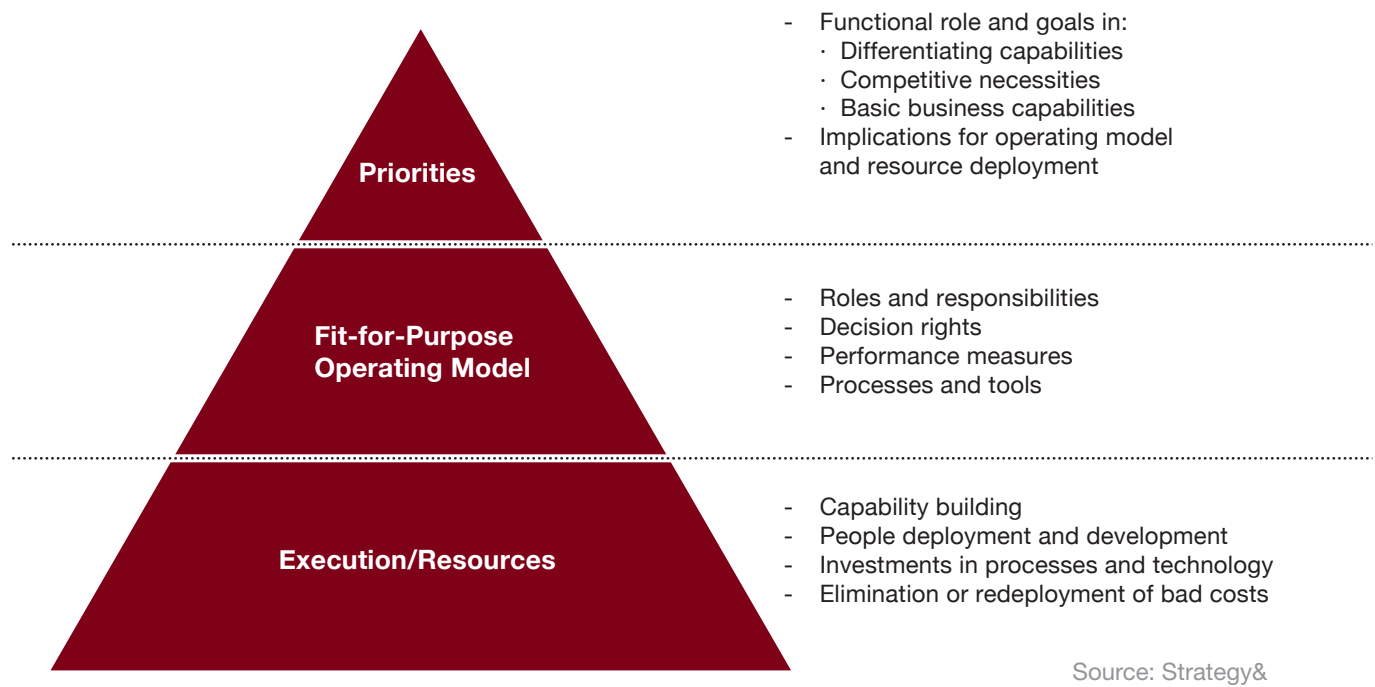 - Functional role and goals in:
· Differentiating capabilities
· Competitive necessities
· Basic business capabilities
- Implications for operating model
and resource deployment
Priorities
- Roles and responsibilities
- Decision rights
- Performance measures
- Processes and tools
Fit-for-Purpose
Operating Model
- Capability building
- People deployment and development
- Investments in processes and technology
- Elimination or redeployment of bad costs
Execution/Resources
Source: Strategy&